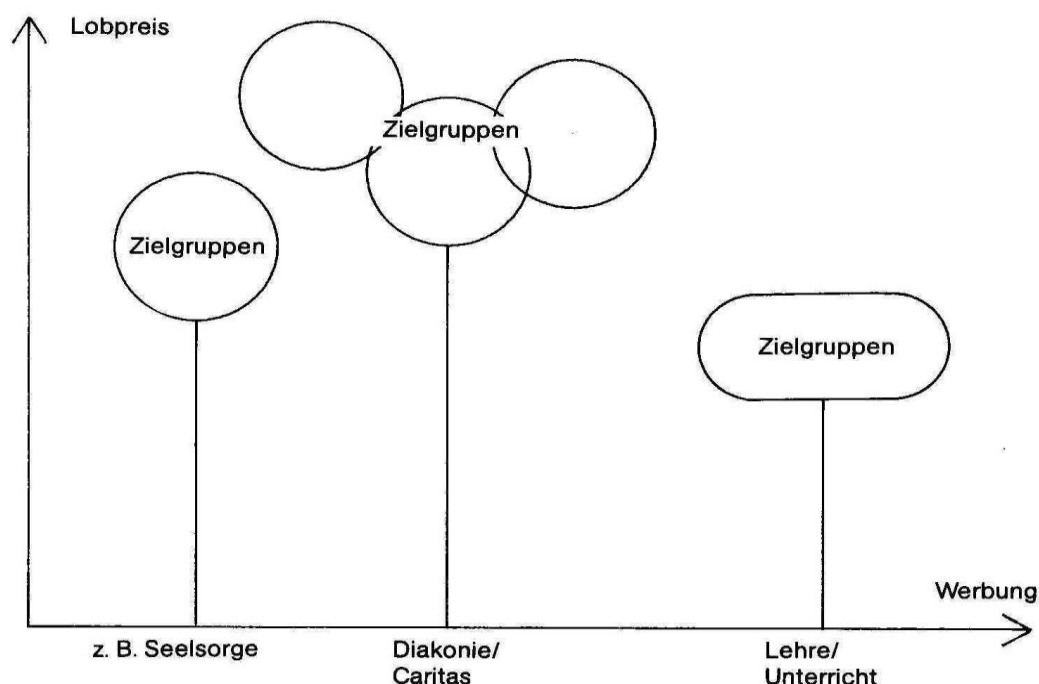 Lobpreis
Zielgruppen
Zielgruppen
Zielgruppen
Werbung
z. B. Seelsorge
Diakonie/
Caritas
Lehre/
Unterricht